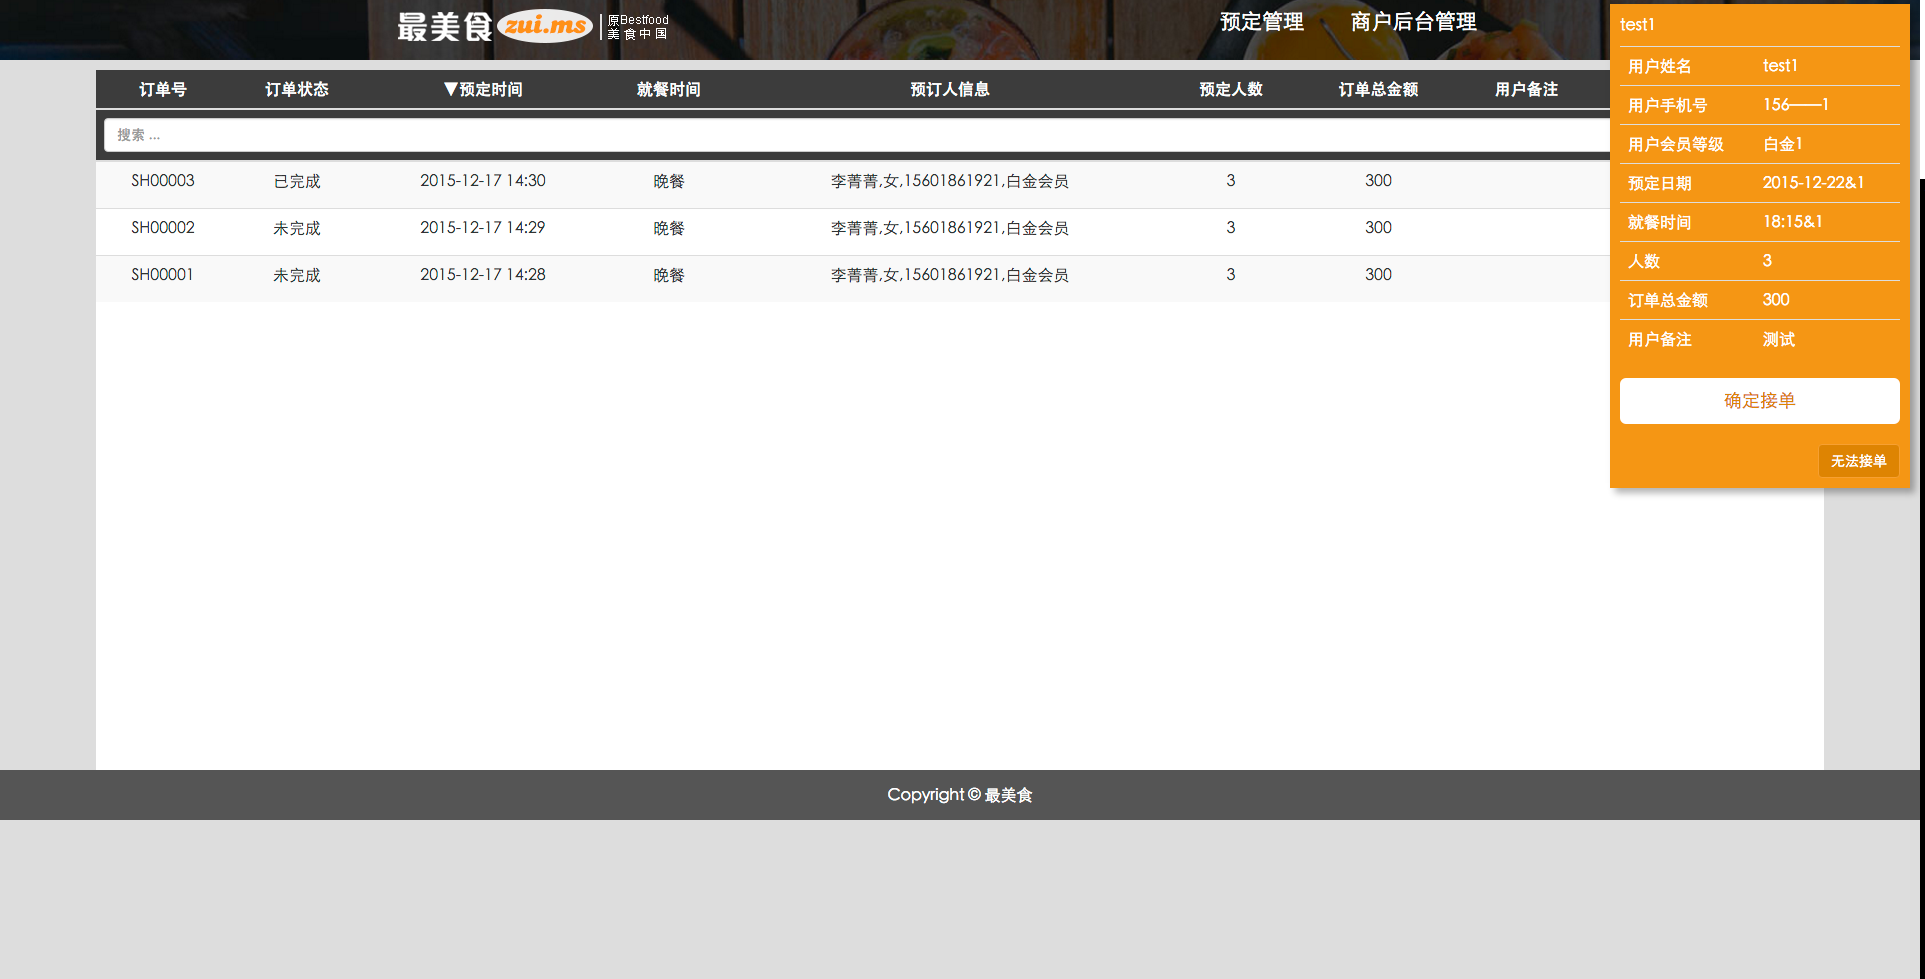 最美食 zui.ms 原Bestfood
美食中国
预定管理 商户后台管理
订单号 订单状态 ▼预定时间 就餐时间 预订人信息 预定人数 订单总金额 用户备注
搜索 ...
SH00003 已完成 2015-12-17 14:30 晚餐 李菁菁,女,15601861921,白金会员 3 300
SH00002 未完成 2015-12-17 14:29 晚餐 李菁菁,女,15601861921,白金会员 3 300
SH00001 未完成 2015-12-17 14:28 晚餐 李菁菁,女,15601861921,白金会员 3 300
test1
用户姓名 test1
用户手机号 156——1
用户会员等级 白金1
预定日期 2015-12-22&1
就餐时间 18:15&1
人数 3
订单总金额 300
用户备注 测试
确定接单
无法接单
Copyright © 最美食